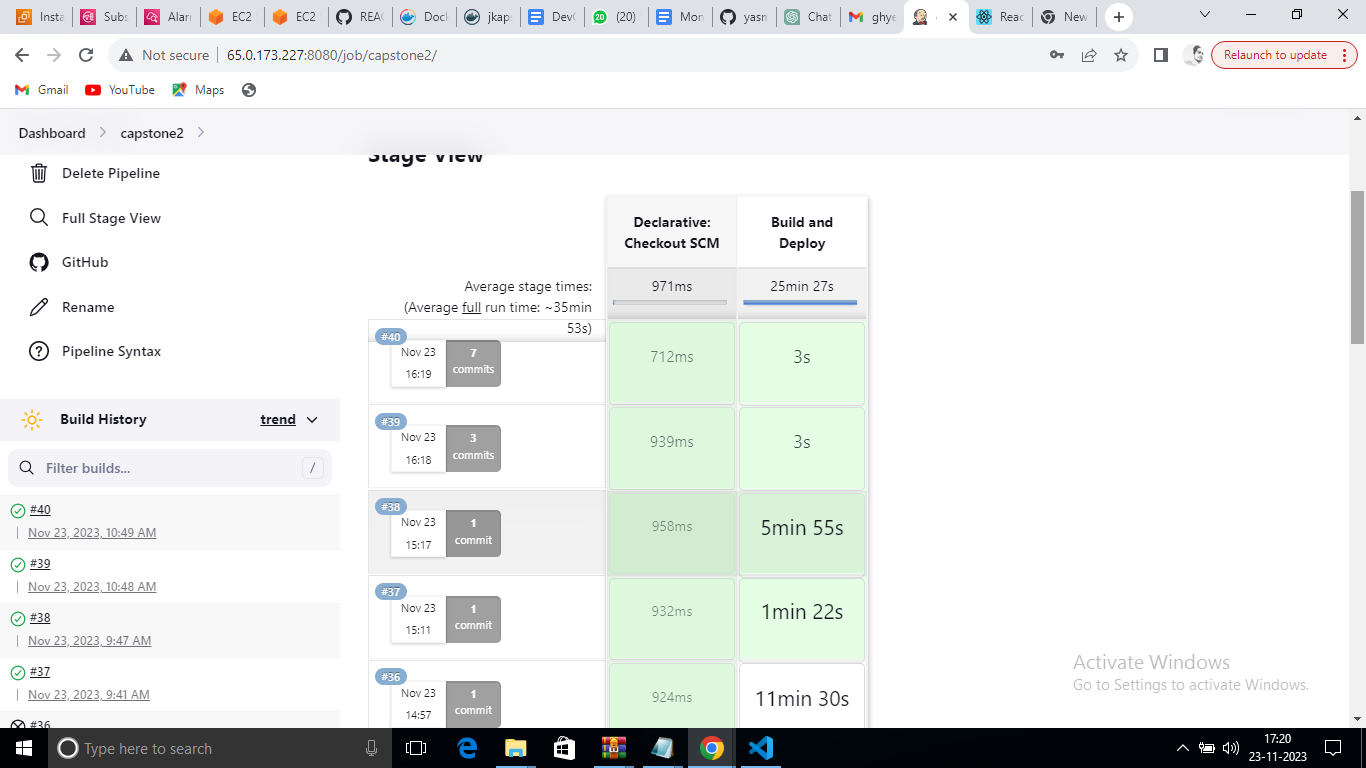 Insta
Subs
Alarm
EC2
EC2
REAC
Dock
jkaps
DevO
(20)
Mon
yasm
Chat
ghye
Reac
New
Not secure
65.0.173.227:8080/job/capstone2/
Relaunch to update
Gmail
YouTube
Maps
Dashboard
capstone2
Delete Pipeline
Full Stage View
GitHub
Rename
Pipeline Syntax
Build History
trend
Filter builds...
/
#40
Nov 23, 2023, 10:49 AM
#39
Nov 23, 2023, 10:48 AM
#38
Nov 23, 2023, 9:47 AM
#37
Nov 23, 2023, 9:41 AM
#36
Stage View
Declarative:
Checkout SCM
Build and
Deploy
Average stage times:
(Average full run time: ~35min
53s)
971ms
25min 27s
#40
Nov 23
16:19
7
commits
712ms
3s
#39
Nov 23
16:18
3
commits
939ms
3s
#38
Nov 23
15:17
1
commit
958ms
5min 55s
#37
Nov 23
15:11
1
commit
932ms
1min 22s
#36
Nov 23
14:57
1
commit
924ms
11min 30s
Activate Windows
Go to Settings to activate Windows.
Type here to search
17:20
23-11-2023